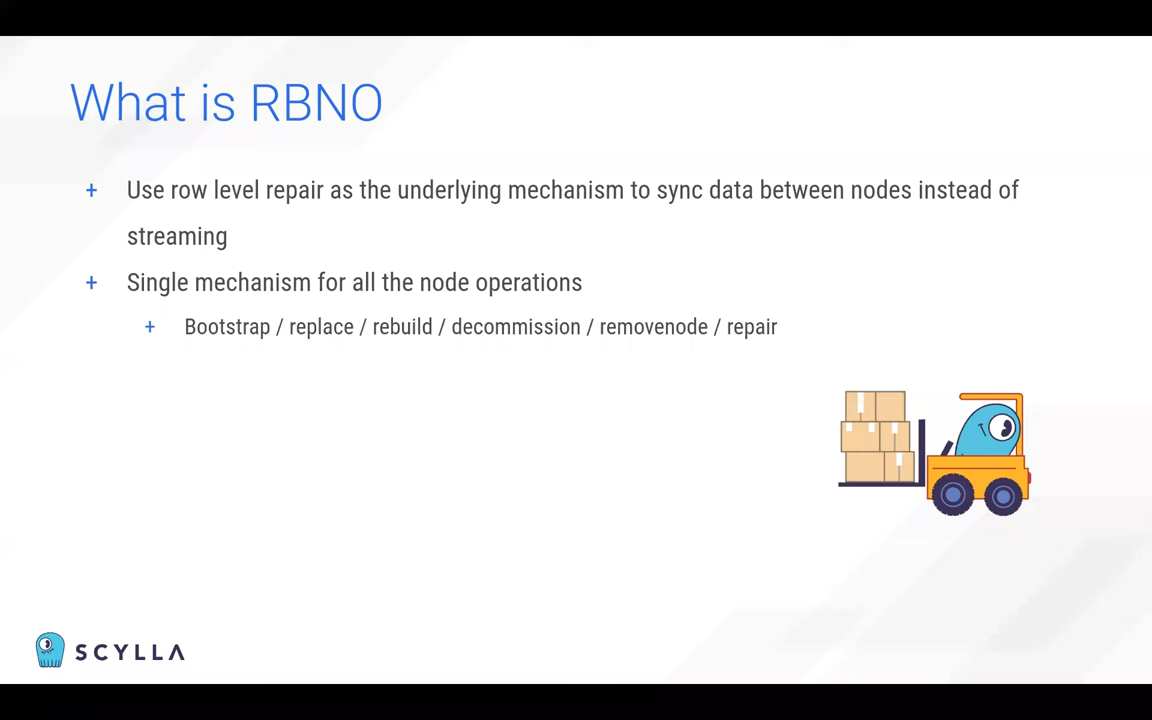 What is RBNO
+ Use row level repair as the underlying mechanism to sync data between nodes instead of
streaming
+ Single mechanism for all the node operations
+ Bootstrap / replace / rebuild / decommission / removenode / repair
SCYLLA